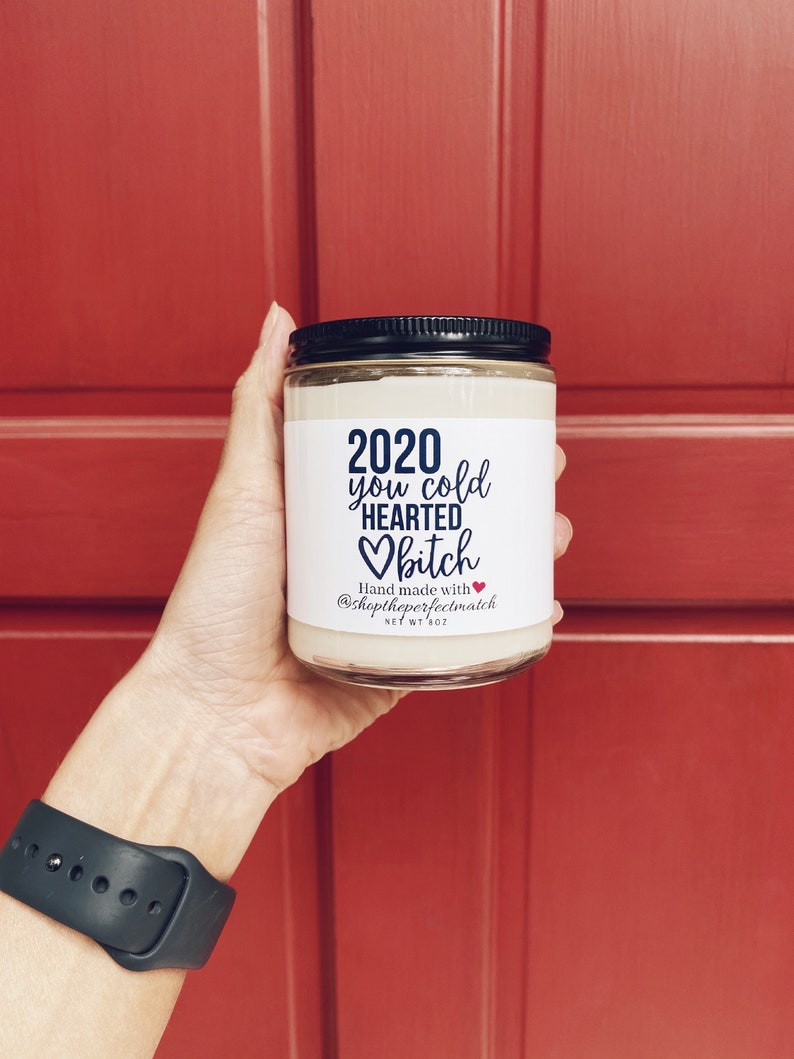 2020
you cold
HEARTED
bitch
Hand made with
@shoptheperfectmatch
NET WT 8OZ